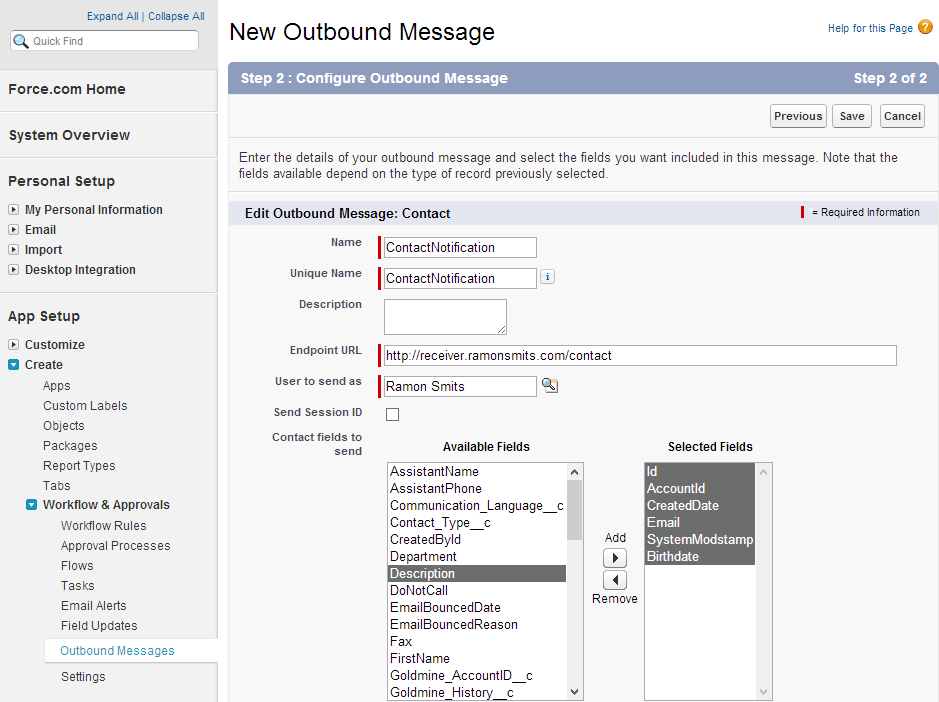 Expand All | Collapse All
Quick Find
Force.com Home
System Overview
Personal Setup
My Personal Information
Email
Import
Desktop Integration
App Setup
Customize
Create
Apps
Custom Labels
Objects
Packages
Report Types
Tabs
Workflow & Approvals
Workflow Rules
Approval Processes
Flows
Tasks
Email Alerts
Field Updates
Outbound Messages
Settings
New Outbound Message
Help for this Page ?
Step 2 : Configure Outbound Message
Step 2 of 2
Previous Save Cancel
Enter the details of your outbound message and select the fields you want included in this message. Note that the
fields available depend on the type of record previously selected.
Edit Outbound Message: Contact
= Required Information
Name
ContactNotification
Unique Name
ContactNotification
i
Description
Endpoint URL
http://receiver.ramonsmits.com/contact
User to send as
Ramon Smits
Send Session ID
Contact fields to
send
Available Fields
AssistantName
AssistantPhone
Communication_Language__c
Contact_Type__c
CreatedById
Department
Description
DoNotCall
EmailBouncedDate
EmailBouncedReason
Fax
FirstName
Goldmine_AccountID__c
Goldmine_History__c
Add
Remove
Selected Fields
Id
AccountId
CreatedDate
Email
SystemModstamp
Birthdate